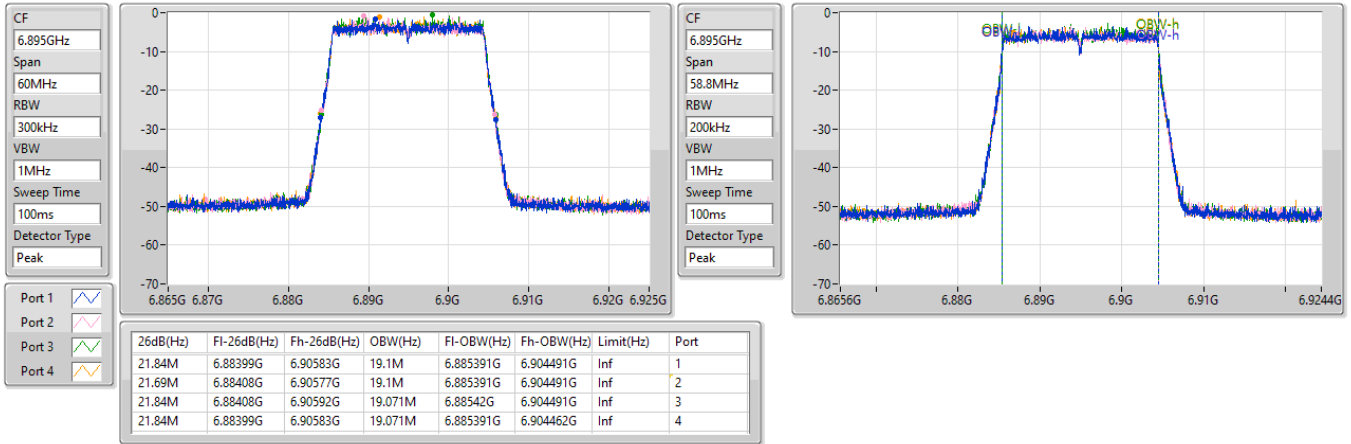 CF
6.895GHz
Span
60MHz
RBW
300kHz
VBW
1MHz
Sweep Time
100ms
Detector Type
Peak
0-
-10-
-20-
-30-
-40-
-50-
-60-
-70-
6.865G 6.87G 6.88G 6.89G 6.9G 6.91G 6.92G 6.925G
CF
6.895GHz
Span
58.8MHz
RBW
200kHz
VBW
1MHz
Sweep Time
100ms
Detector Type
Peak
0-
-10-
-20-
-30-
-40-
-50-
-60-
-70-
6.8656G 6.88G 6.89G 6.9G 6.91G 6.9244G
OBW-h
OBW-h
Port 1
Port 2
Port 3
Port 4
26dB(Hz) Fl-26dB(Hz) Fh-26dB(Hz) OBW(Hz) Fl-OBW(Hz) Fh-OBW(Hz) Limit(Hz) Port
21.84M 6.88399G 6.90583G 19.1M 6.885391G 6.904491G Inf 1
21.69M 6.88408G 6.90577G 19.1M 6.885391G 6.904491G Inf 2
21.84M 6.88408G 6.90592G 19.071M 6.88542G 6.904491G Inf 3
21.84M 6.88399G 6.90583G 19.071M 6.885391G 6.904462G Inf 4